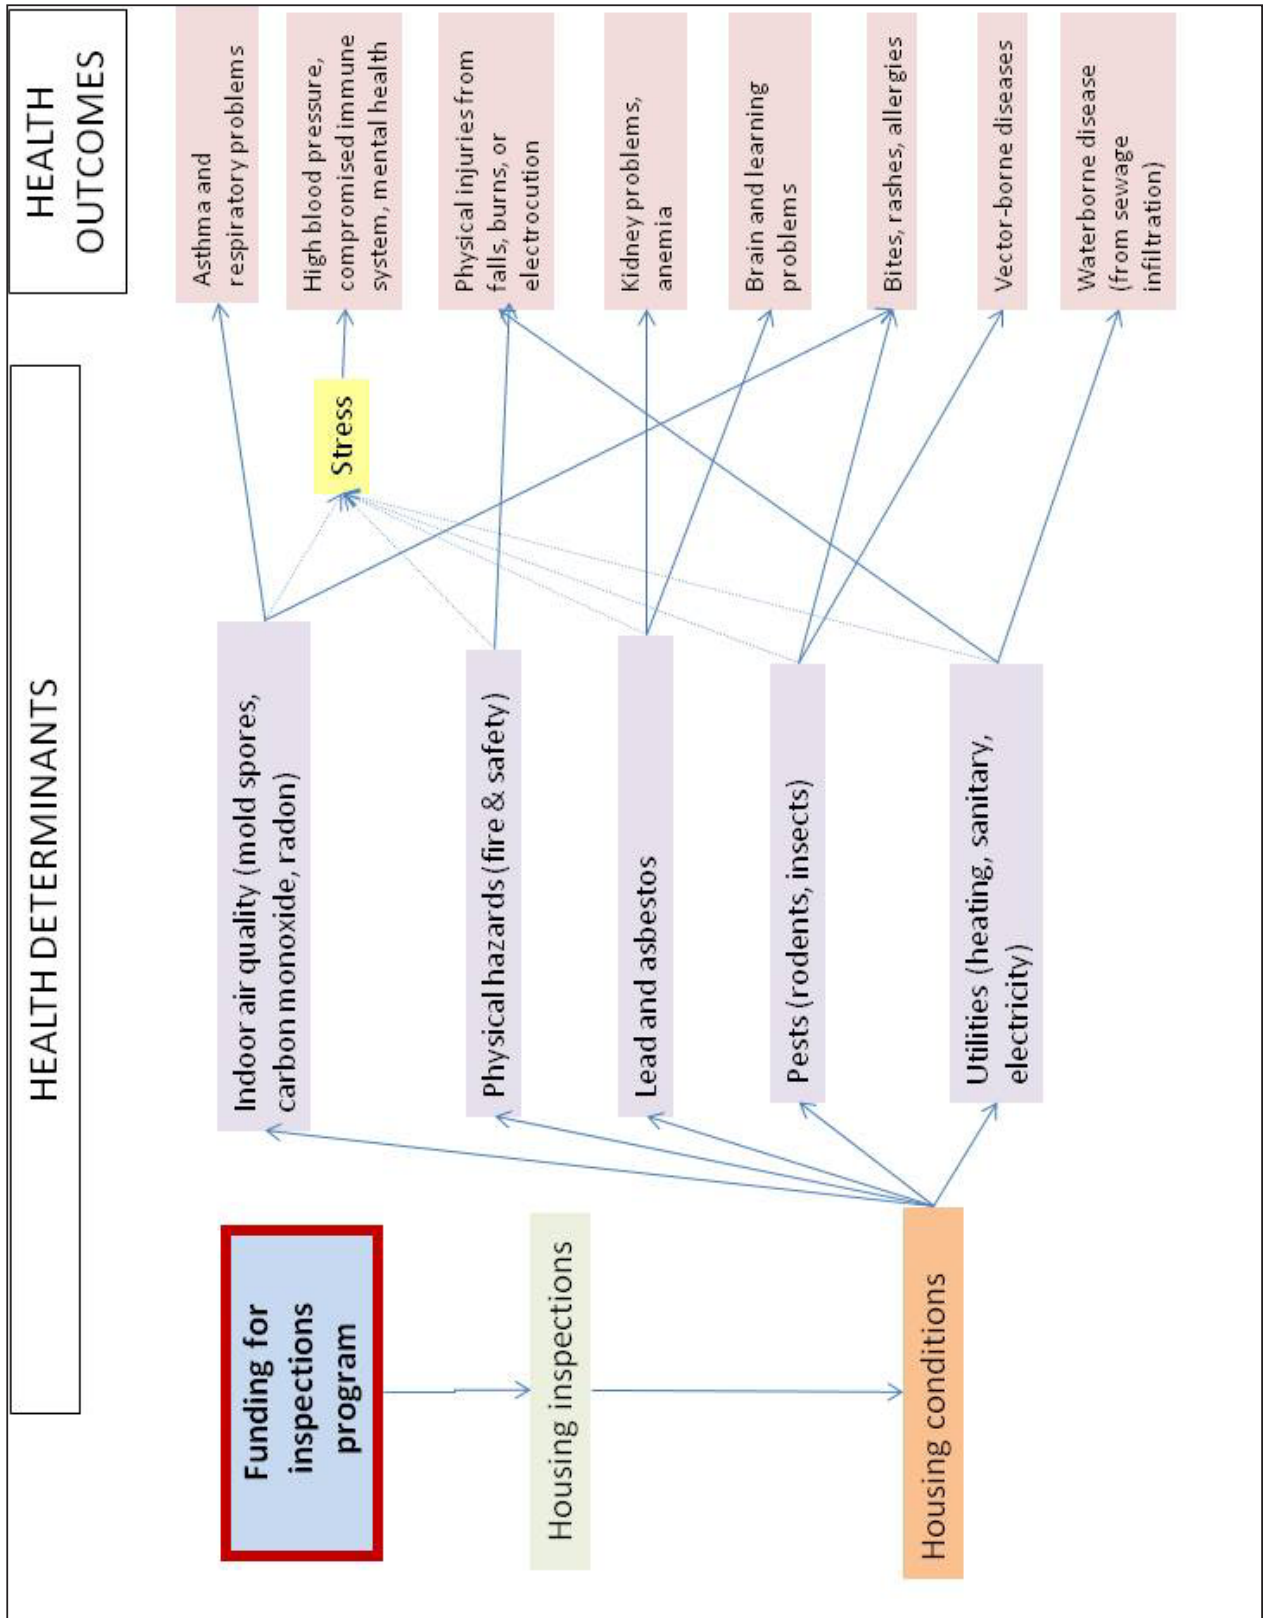 HEALTH DETERMINANTS
HEALTH
OUTCOMES
Funding for
inspections
program
Housing inspections
Housing conditions
Indoor air quality (mold spores,
carbon monoxide, radon)
Physical hazards (fire & safety)
Lead and asbestos
Pests (rodents, insects)
Utilities (heating, sanitary,
electricity)
Stress
Asthma and
respiratory problems
High blood pressure,
compromised immune
system, mental health
Physical injuries from
falls, burns, or
electrocution
Kidney problems,
anemia
Brain and learning
problems
Bites, rashes, allergies
Vector-borne diseases
Waterborne disease
(from sewage
infiltration)